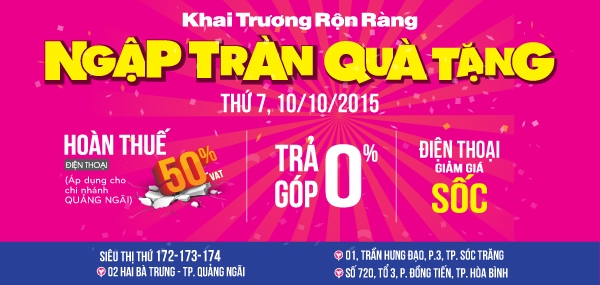 Khai Trương Rộn Ràng
NGẬP TRÀN QUÀ TẶNG
THỨ 7, 10/10/2015
HOÀN THUẾ
ĐIỆN THOẠI
(Áp dụng cho
chi nhánh
QUẢNG NGÃI)
50%
VAT
TRẢ
GÓP
0%
ĐIỆN THOẠI
GIẢM GIÁ
SỐC
SIÊU THỊ THỨ 172-173-174
02 HAI BÀ TRƯNG - TP. QUẢNG NGÃI
01, TRẦN HƯNG ĐẠO, P.3, TP. SÓC TRĂNG
SỐ 720, TỔ 3, P. ĐỒNG TIẾN, TP. HÒA BÌNH